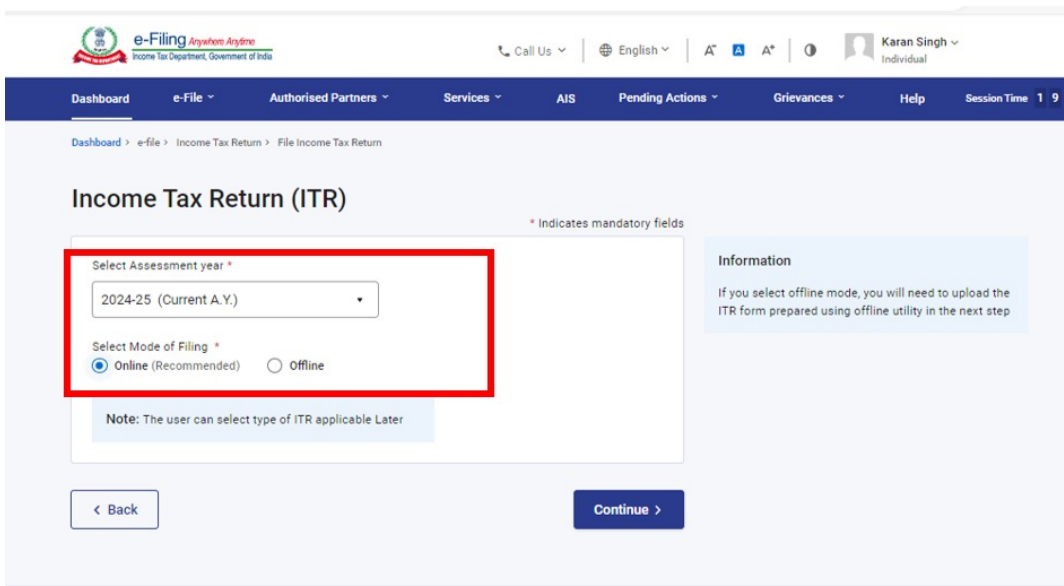 e-Filing Anywhere Anytime
Income Tax Department, Government of India
Call Us
English
A-
A
A+
Karan Singh
Individual
Dashboard e-File Authorised Partners Services AIS Pending Actions Grievances Help Session Time 1 9
Dashboard > e-file > Income Tax Return > File Income Tax Return
Income Tax Return (ITR)
* Indicates mandatory fields
Select Assessment year *
2024-25 (Current A.Y.)
Select Mode of Filing *
Online (Recommended) Offline
Note: The user can select type of ITR applicable Later
Information
If you select offline mode, you will need to upload the
ITR form prepared using offline utility in the next step
< Back
Continue >